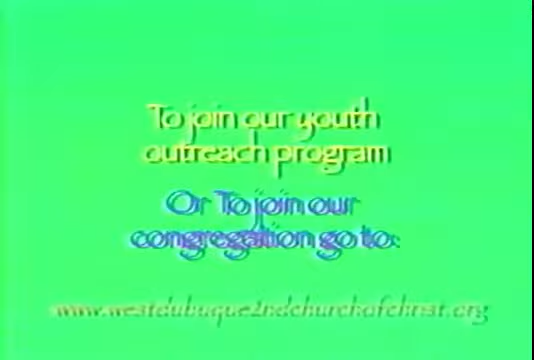 To join our youth
outreach program
Or To join our
congregation go to:
www.westdubuque2ndchurchofchrist.org